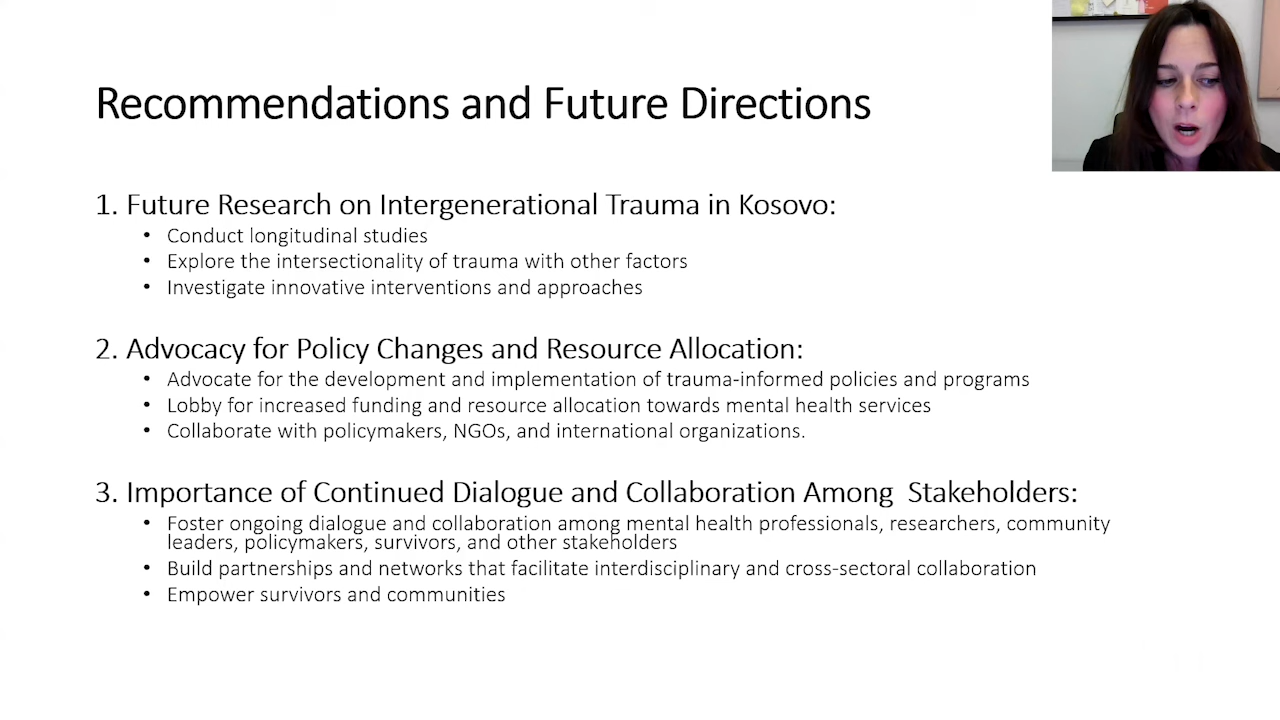 Recommendations and Future Directions
1. Future Research on Intergenerational Trauma in Kosovo:
• Conduct longitudinal studies
• Explore the intersectionality of trauma with other factors
• Investigate innovative interventions and approaches
2. Advocacy for Policy Changes and Resource Allocation:
• Advocate for the development and implementation of trauma-informed policies and programs
• Lobby for increased funding and resource allocation towards mental health services
• Collaborate with policymakers, NGOs, and international organizations.
3. Importance of Continued Dialogue and Collaboration Among  Stakeholders:
• Foster ongoing dialogue and collaboration among mental health professionals, researchers, community
leaders, policymakers, survivors, and other stakeholders
• Build partnerships and networks that facilitate interdisciplinary and cross-sectoral collaboration
• Empower survivors and communities